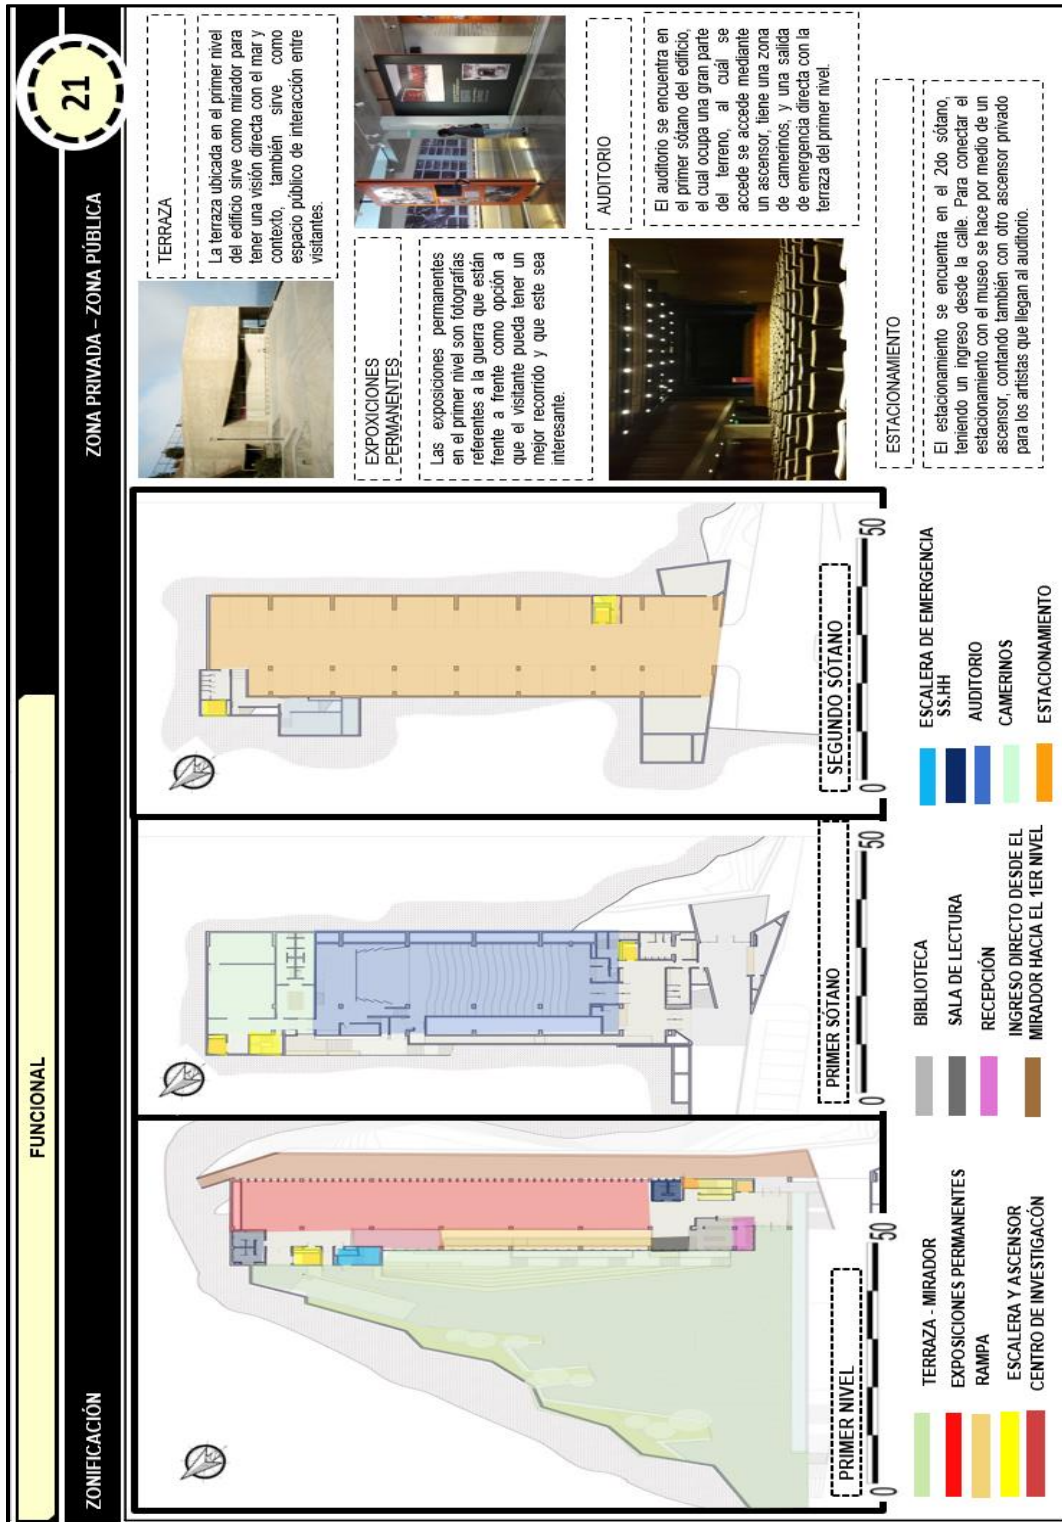 FUNCIONAL
21
ZONIFICACIÓN
ZONA PRIVADA – ZONA PÚBLICA
PRIMER NIVEL
0
50
PRIMER SÓTANO
0
50
SEGUNDO SÓTANO
0
50
TERRAZA - MIRADOR
EXPOSICIONES PERMANENTES
RAMPA
ESCALERA Y ASCENSOR
CENTRO DE INVESTIGACÓN
BIBLIOTECA
SALA DE LECTURA
RECEPCIÓN
INGRESO DIRECTO DESDE EL
MIRADOR HACIA EL 1ER NIVEL
ESCALERA DE EMERGENCIA
SS.HH
AUDITORIO
CAMERINOS
ESTACIONAMIENTO
TERRAZA
La terraza ubicada en el primer nivel
del edificio sirve como mirador para
tener una visión directa con el mar y
contexto, también sirve como
espacio público de interacción entre
visitantes.
EXPOXICIONES
PERMANENTES
Las exposiciones permanentes
en el primer nivel son fotografías
referentes a la guerra que están
frente a frente como opción a
que el visitante pueda tener un
mejor recorrido y que este sea
interesante.
AUDITORIO
El auditorio se encuentra en
el primer sótano del edificio,
el cual ocupa una gran parte
del terreno, al cuál se
accede se accede mediante
un ascensor, tiene una zona
de camerinos, y una salida
de emergencia directa con la
terraza del primer nivel.
ESTACIONAMIENTO
El estacionamiento se encuentra en el 2do sótano,
teniendo un ingreso desde la calle. Para conectar el
estacionamiento con el museo se hace por medio de un
ascensor, contando también con otro ascensor privado
para los artistas que llegan al auditorio.